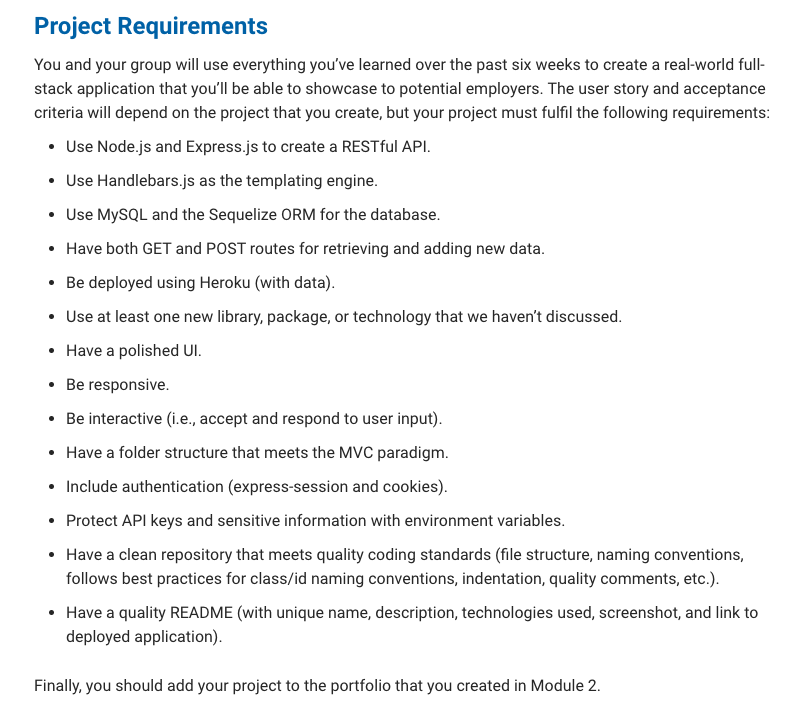 Project Requirements
You and your group will use everything you’ve learned over the past six weeks to create a real-world full-
stack application that you’ll be able to showcase to potential employers. The user story and acceptance
criteria will depend on the project that you create, but your project must fulfil the following requirements:
• Use Node.js and Express.js to create a RESTful API.
• Use Handlebars.js as the templating engine.
• Use MySQL and the Sequelize ORM for the database.
• Have both GET and POST routes for retrieving and adding new data.
• Be deployed using Heroku (with data).
• Use at least one new library, package, or technology that we haven’t discussed.
• Have a polished UI.
• Be responsive.
• Be interactive (i.e., accept and respond to user input).
• Have a folder structure that meets the MVC paradigm.
• Include authentication (express-session and cookies).
• Protect API keys and sensitive information with environment variables.
• Have a clean repository that meets quality coding standards (file structure, naming conventions,
follows best practices for class/id naming conventions, indentation, quality comments, etc.).
• Have a quality README (with unique name, description, technologies used, screenshot, and link to
deployed application).
Finally, you should add your project to the portfolio that you created in Module 2.